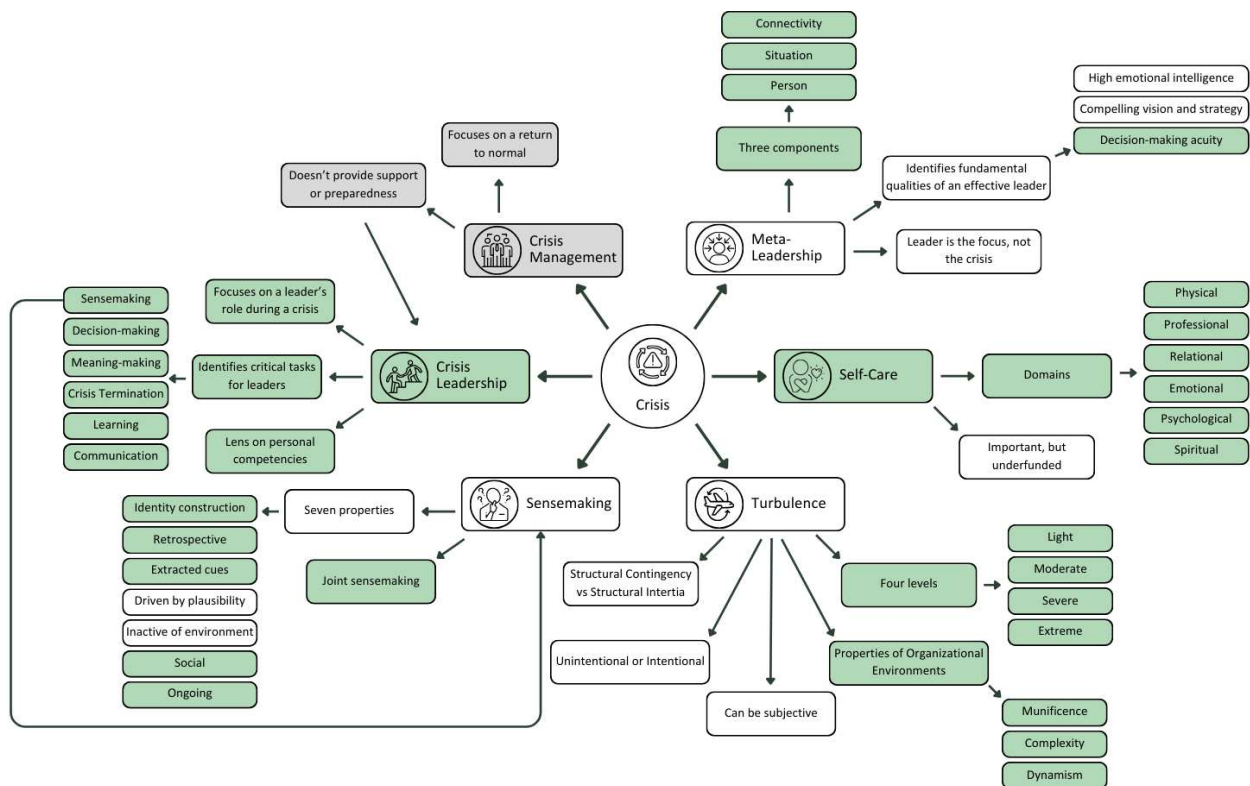 Connectivity
Situation
Person
Three components
High emotional intelligence
Compelling vision and strategy
Decision-making acuity
Identifies fundamental
qualities of an effective leader
Meta-
Leadership
Leader is the focus, not
the crisis
Focuses on a return
to normal
Doesn't provide support
or preparedness
Crisis
Management
Focuses on a leader's
role during a crisis
Identifies critical tasks
for leaders
Lens on personal
competencies
Crisis
Leadership
Sensemaking
Decision-making
Meaning-making
Crisis Termination
Learning
Communication
Crisis
Self-Care
Domains
Important, but
underfunded
Physical
Professional
Relational
Emotional
Psychological
Spiritual
Sensemaking
Seven properties
Joint sensemaking
Identity construction
Retrospective
Extracted cues
Driven by plausibility
Inactive of environment
Social
Ongoing
Turbulence
Structural Contingency
vs Structural Intertia
Unintentional or Intentional
Can be subjective
Four levels
Light
Moderate
Severe
Extreme
Properties of Organizational
Environments
Munificence
Complexity
Dynamism